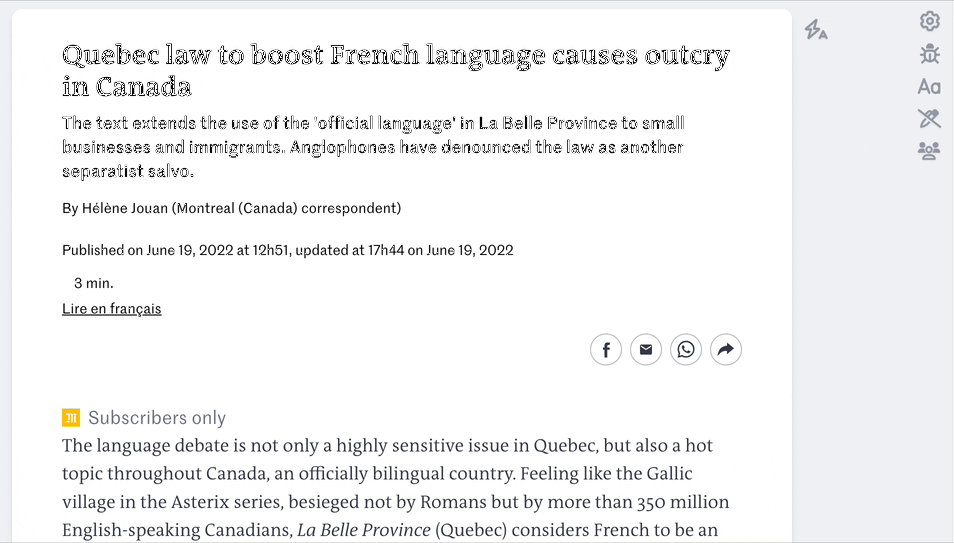 Quebec law to boost French language causes outcry
in Canada
The text extends the use of the 'official language' in La Belle Province to small
businesses and immigrants. Anglophones have denounced the law as another
separatist salvo.
By Hélène Jouan (Montreal (Canada) correspondent)
Published on June 19, 2022 at 12h51, updated at 17h44 on June 19, 2022
3 min.
Lire en français
Subscribers only
The language debate is not only a highly sensitive issue in Quebec, but also a hot
topic throughout Canada, an officially bilingual country. Feeling like the Gallic
village in the Asterix series, besieged not by Romans but by more than 350 million
English-speaking Canadians, La Belle Province (Quebec) considers French to be an
Aa